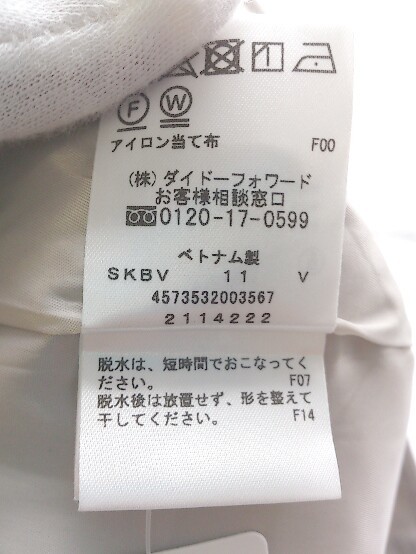 F W
アイロン当て布 F00
(株)ダイドーフォワード
お客様相談窓口
0120-17-0599
ベトナム製
SKBV 11 V
4573532003567
2114222
脱水は、短時間でおこなってく
ださい。 F07
脱水後は放置せず、形を整えて
干してください。 F14